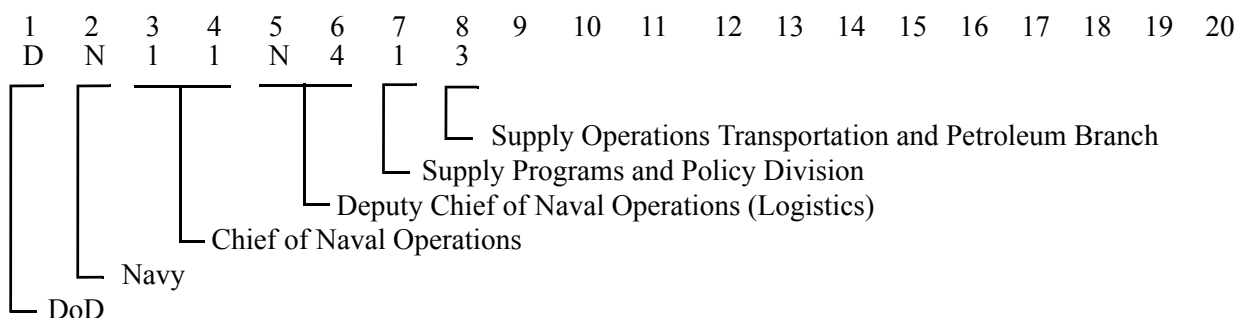 1 2 3 4 5 6 7 8 9 10 11 12 13 14 15 16 17 18 19 20
D N 1 1 N 4 1 3
Supply Operations Transportation and Petroleum Branch
Supply Programs and Policy Division
Deputy Chief of Naval Operations (Logistics)
Chief of Naval Operations
Navy
DoD